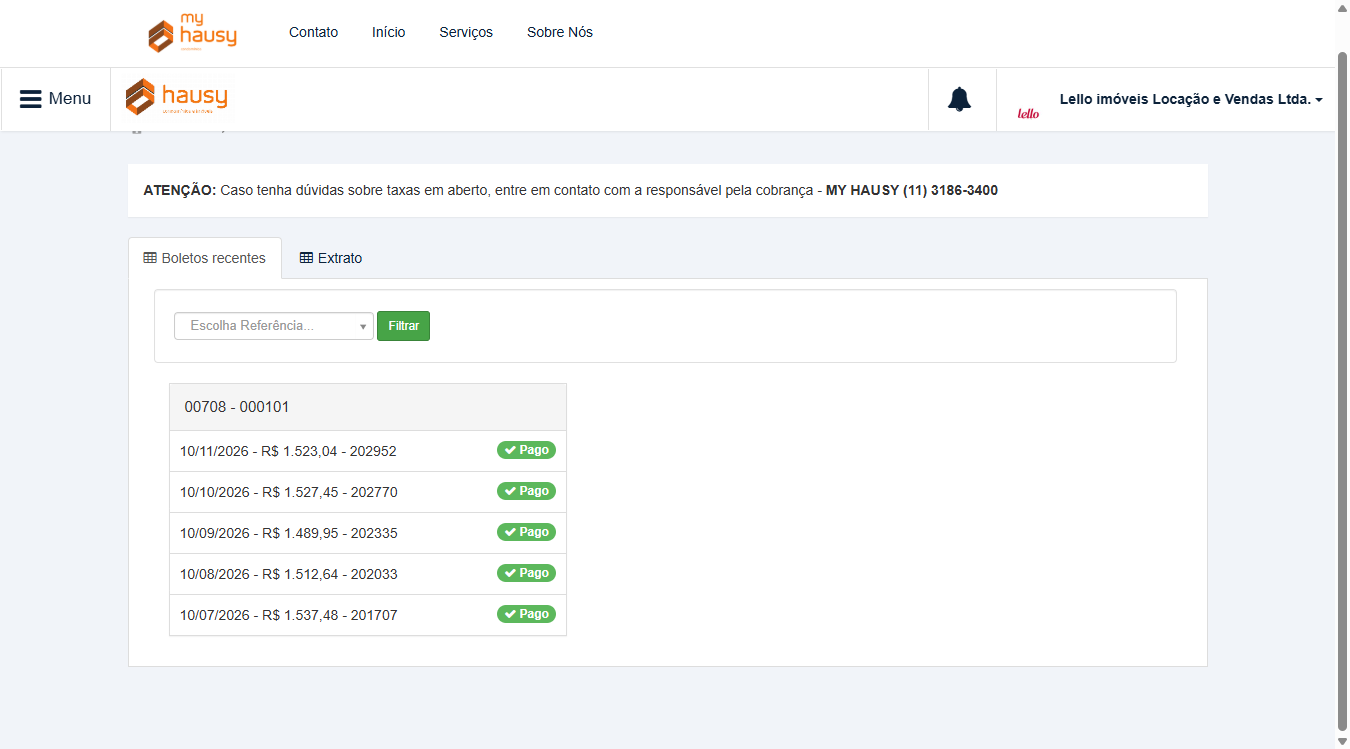 my
hausy
Contato
Início
Serviços
Sobre Nós
Menu
hausy
lello
Lello imóveis Locação e Vendas Ltda.
ATENÇÃO: Caso tenha dúvidas sobre taxas em aberto, entre em contato com a responsável pela cobrança - MY HAUSY (11) 3186-3400
Boletos recentes
Extrato
Escolha Referência...
Filtrar
00708 - 000101
10/11/2026 - R$ 1.523,04 - 202952 Pago
10/10/2026 - R$ 1.527,45 - 202770 Pago
10/09/2026 - R$ 1.489,95 - 202335 Pago
10/08/2026 - R$ 1.512,64 - 202033 Pago
10/07/2026 - R$ 1.537,48 - 201707 Pago